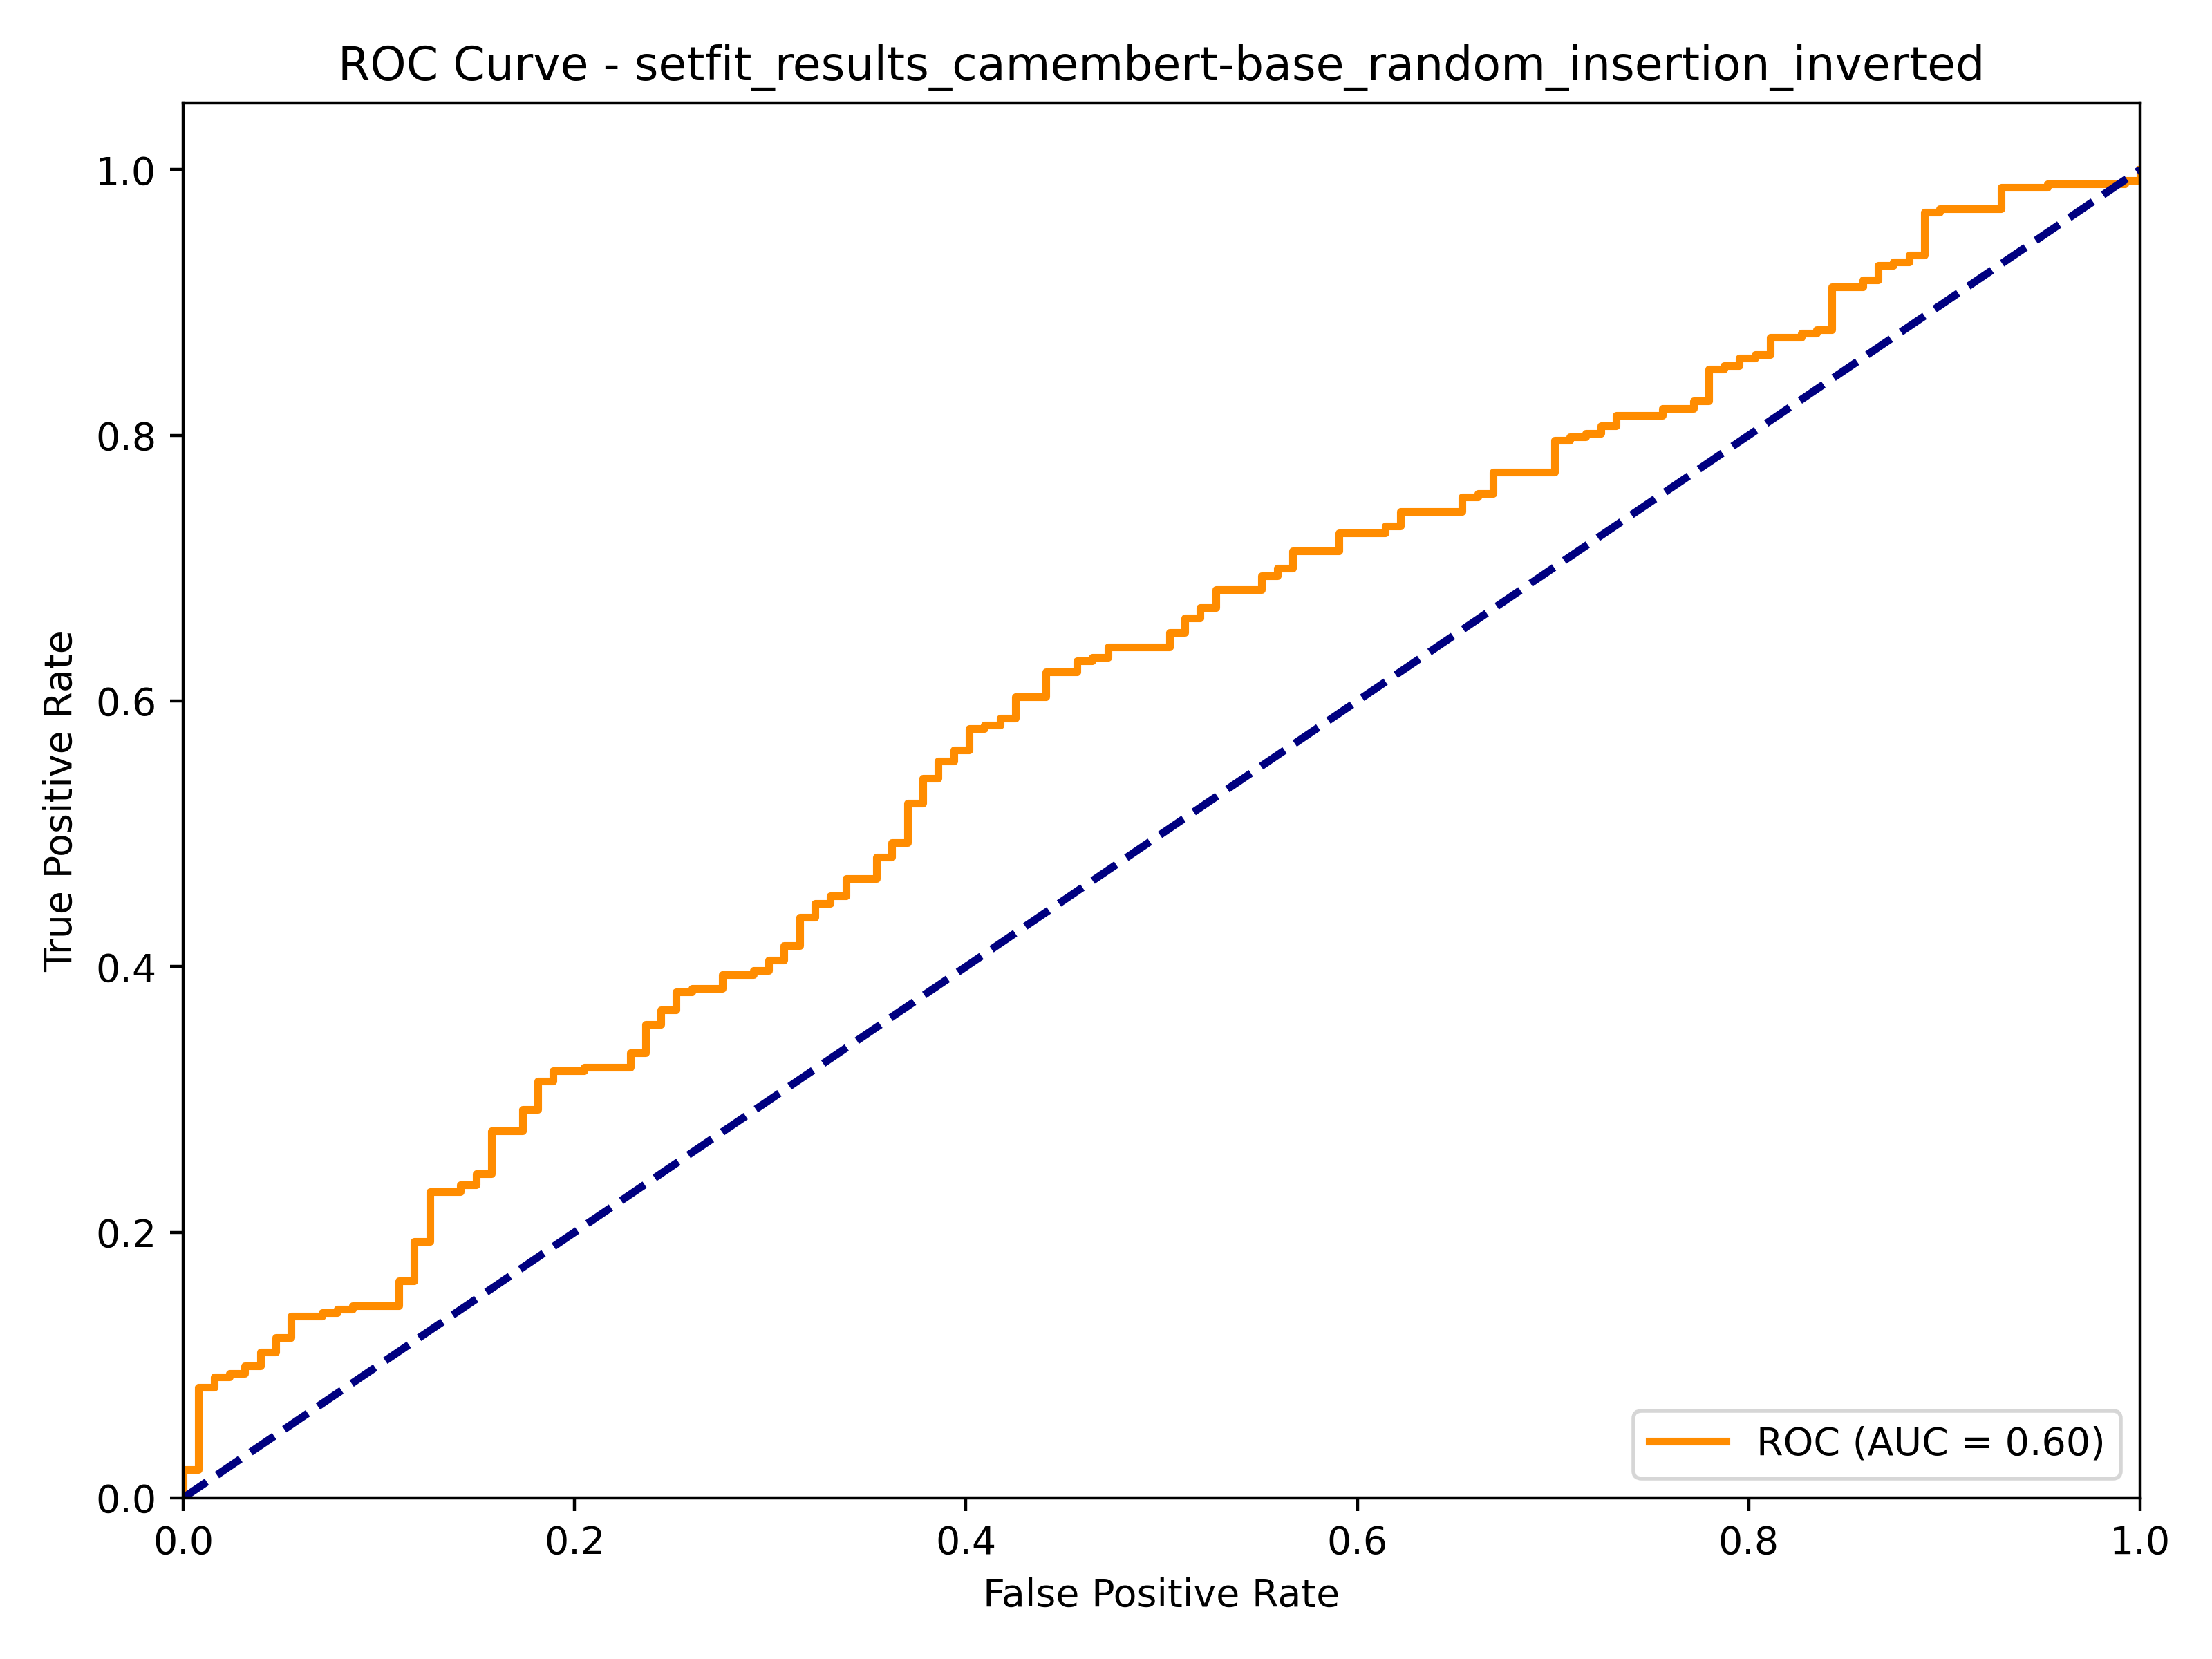 ROC Curve - setfit_results_camembert-base_random_insertion_inverted
True Positive Rate
1.0
0.8
0.6
0.4
0.2
0.0
ROC (AUC = 0.60)
0.0 0.2 0.4 0.6 0.8 1.0
False Positive Rate